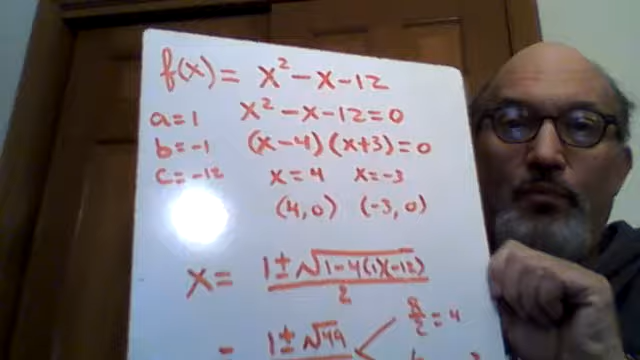 f(x) = x² - x - 12
a = 1 x² - x - 12 = 0
b = -1 (x - 4)(x + 3) = 0
c = -12 x = 4 x = -3
(4, 0) (-3, 0)
x = 1 ± √(1 - 4(1)(-12)) / 2
8/2 = 4
= 1 ± √49